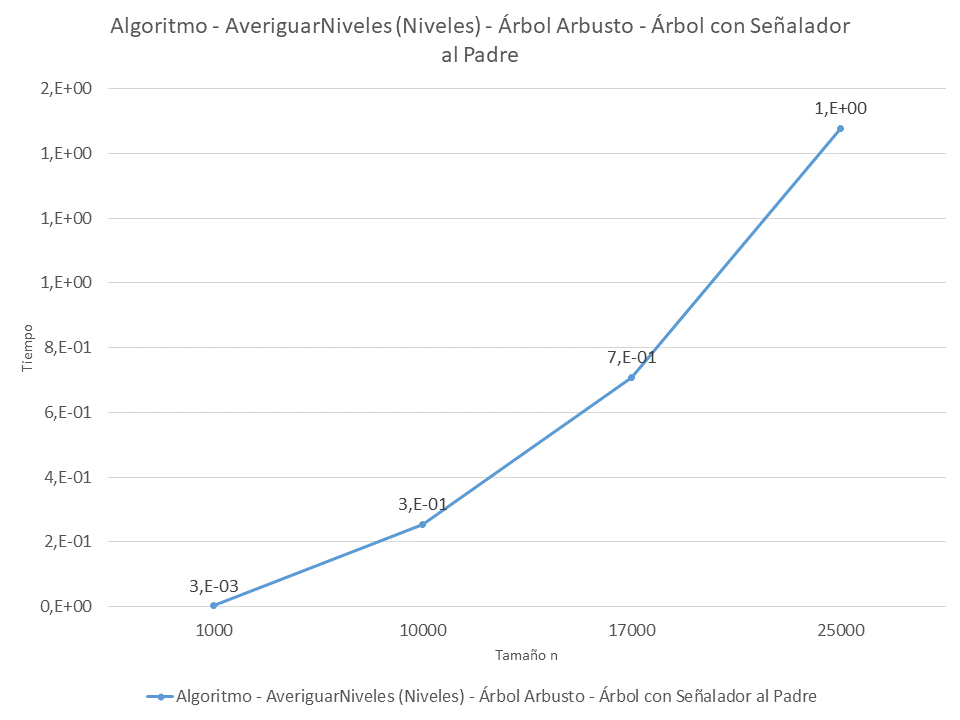 Algoritmo - AveriguarNiveles (Niveles) - Árbol Arbusto - Árbol con Señalador
al Padre
2,E+00
1,E+00
1,E+00
1,E+00
8,E-01
6,E-01
4,E-01
2,E-01
0,E+00
Tiempo
3,E-03
3,E-01
7,E-01
1,E+00
1000
10000
17000
25000
Tamaño n
Algoritmo - AveriguarNiveles (Niveles) - Árbol Arbusto - Árbol con Señalador al Padre